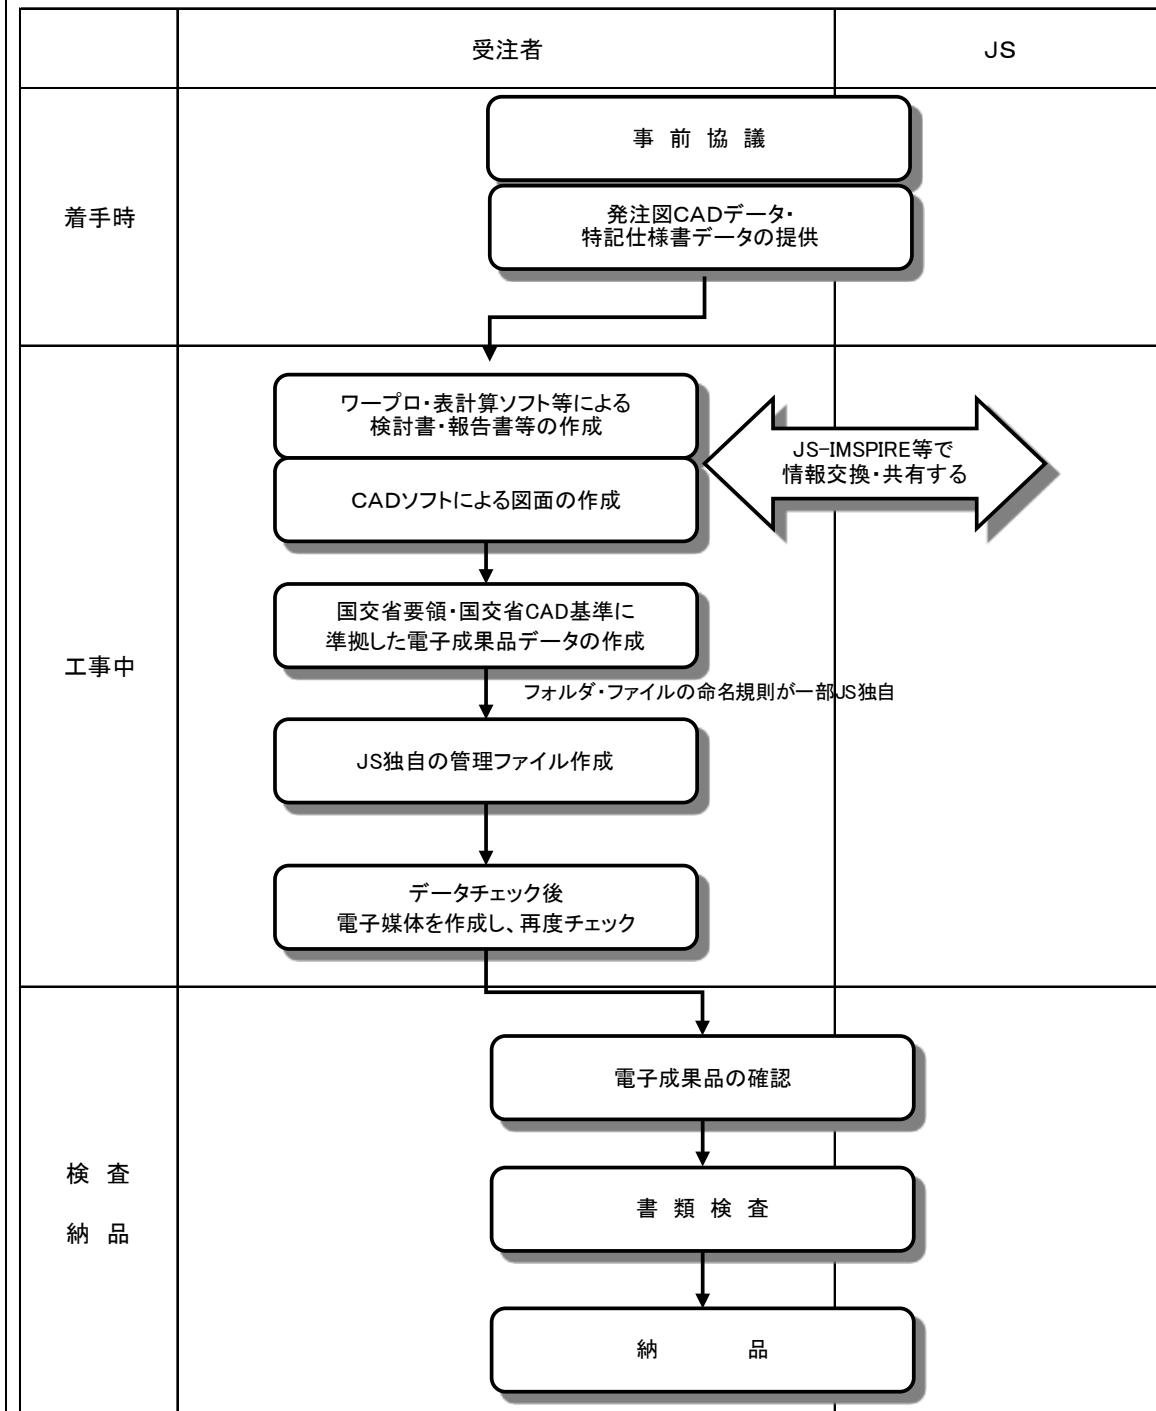 受注者
JS
着手時
事 前 協 議
発注図CADデータ・
特記仕様書データの提供
工事中
ワープロ・表計算ソフト等による
検討書・報告書等の作成
CADソフトによる図面の作成
JS-IMSPIRE等で
情報交換・共有する
国交省要領・国交省CAD基準に
準拠した電子成果品データの作成
フォルダ・ファイルの命名規則が一部JS独自
JS独自の管理ファイル作成
データチェック後
電子媒体を作成し、再度チェック
検 査
納 品
電子成果品の確認
書 類 検 査
納 品